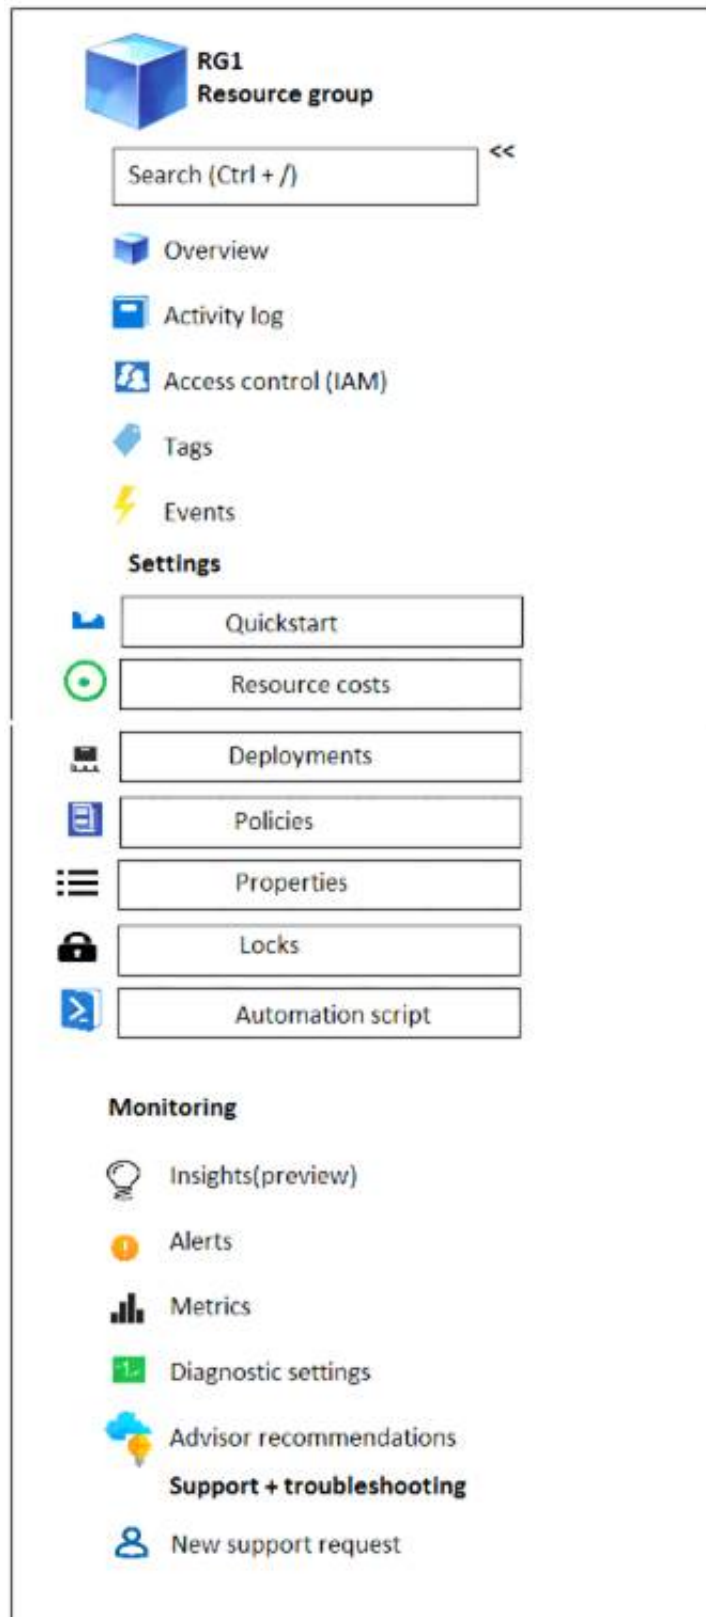 RG1
Resource group
<<
Search (Ctrl + /)
Overview
Activity log
Access control (IAM)
Tags
Events
Settings
Quickstart
Resource costs
Deployments
Policies
Properties
Locks
Automation script
Monitoring
Insights(preview)
Alerts
Metrics
Diagnostic settings
Advisor recommendations
Support + troubleshooting
New support request